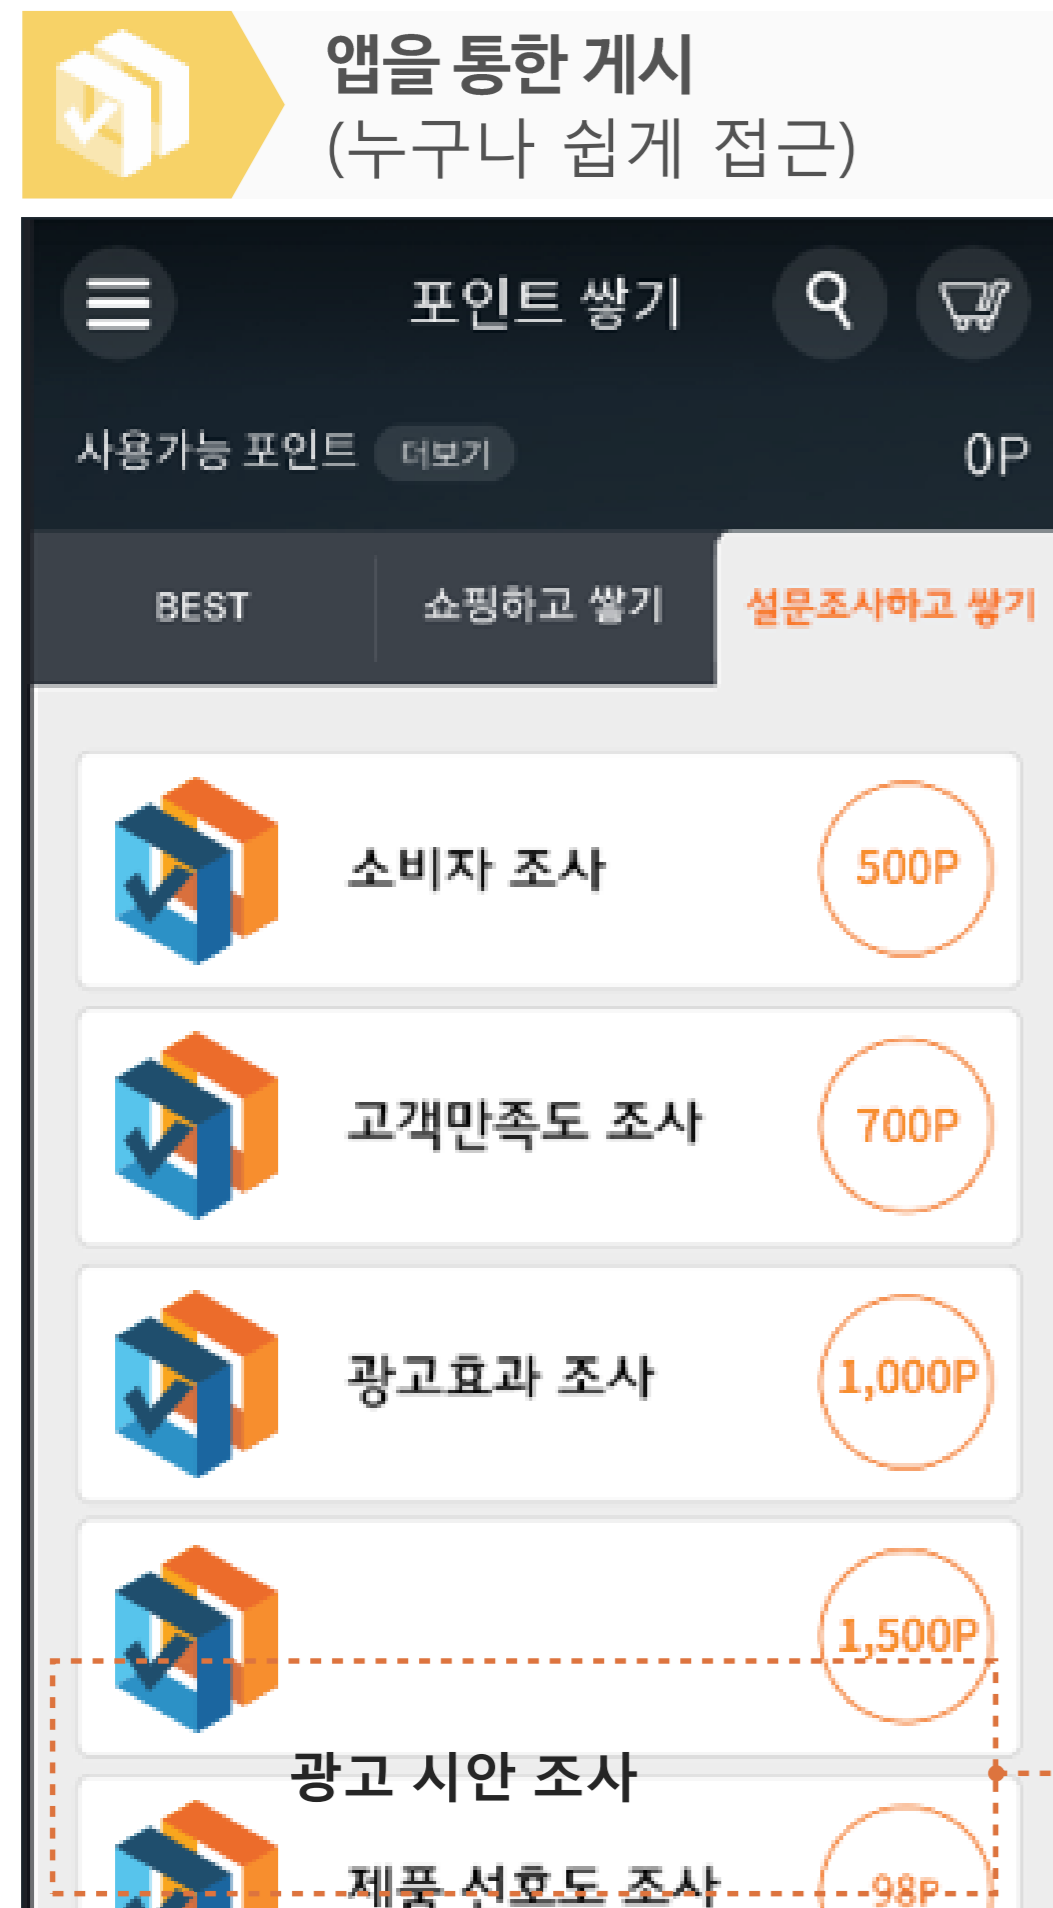 앱을 통한 게시
(누구나 쉽게 접근)
포인트 쌓기
사용가능 포인트 더보기 0P
BEST 쇼핑하고 쌓기 설문조사하고 쌓기
소비자 조사 500P
고객만족도 조사 700P
광고효과 조사 1,000P
1,500P
광고 시안 조사
제품 선호도 조사 98P